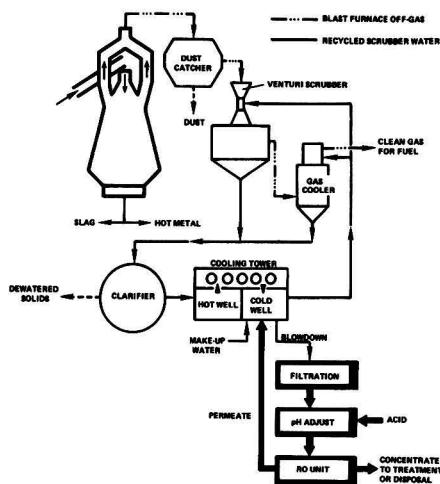 BLAST FURNACE OFF-GAS
RECYCLED SCRUBBER WATER
DUST
CATCHER
VENTURI SCRUBBER
DUST
CLEAN GAS
FOR FUEL
GAS
COOLER
SLAG
HOT METAL
COOLING TOWER
DEWATERED
SOLIDS
CLARIFIER
HOT WELL
COLD
WELL
MAKE-UP
WATER
BLOWDOWN
FILTRATION
PERMEATE
pH ADJUST
ACID
RO UNIT
CONCENTRATE
TO TREATMENT
OR DISPOSAL